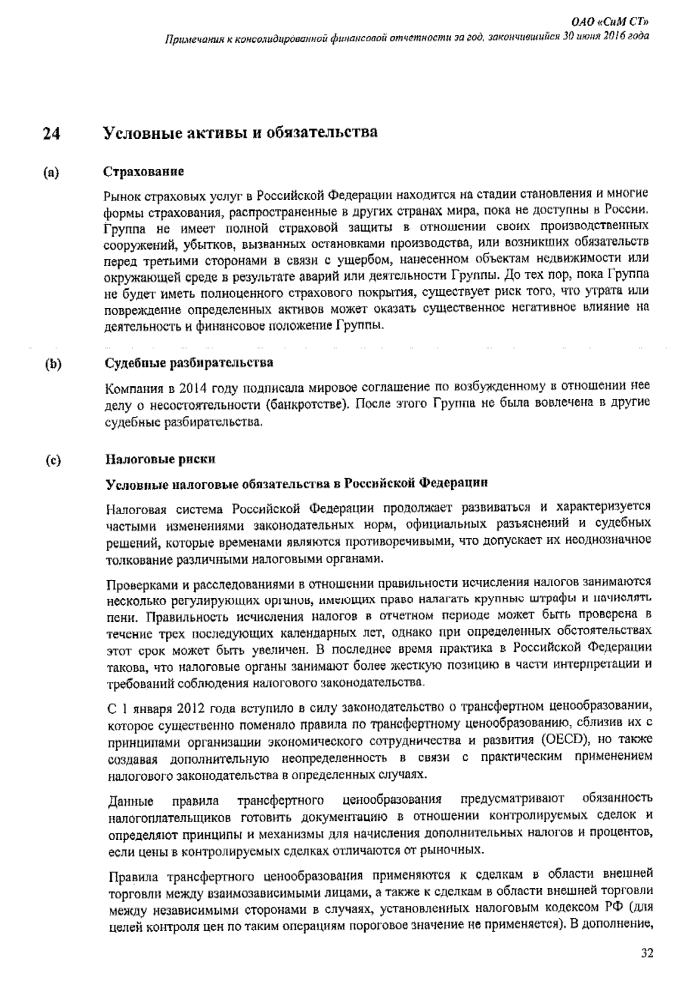 ОАО «СиМ СТ»
Примечания к консолидированной финансовой отчетности за год, закончившийся 30 июня 2016 года
24 Условные активы и обязательства
(a) Страхование
Рынок страховых услуг в Российской Федерации находится на стадии становления и многие
формы страхования, распространенные в других странах мира, пока не доступны в России.
Группа не имеет полной страховой защиты в отношении своих производственных
сооружений, убытков, вызванных остановками производства, или возникших обязательств
перед третьими сторонами в связи с ущербом, нанесенном объектам недвижимости или
окружающей среде в результате аварий или деятельности Группы. До тех пор, пока Группа
не будет иметь полноценного страхового покрытия, существует риск того, что утрата или
повреждение определенных активов может оказать существенное негативное влияние на
деятельность и финансовое положение Группы.
(b) Судебные разбирательства
Компания в 2014 году подписала мировое соглашение по возбужденному в отношении нее
делу о несостоятельности (банкротстве). После этого Группа не была вовлечена в другие
судебные разбирательства.
(c) Налоговые риски
Условные налоговые обязательства в Российской Федерации
Налоговая система Российской Федерации продолжает развиваться и характеризуется
частыми изменениями законодательных норм, официальных разъяснений и судебных
решений, которые временами являются противоречивыми, что допускает их неоднозначное
толкование различными налоговыми органами.
Проверками и расследованиями в отношении правильности исчисления налогов занимаются
несколько регулирующих органов, имеющих право налагать крупные штрафы и начислять
пени. Правильность исчисления налогов в отчетном периоде может быть проверена в
течение трех последующих календарных лет, однако при определенных обстоятельствах
этот срок может быть увеличен. В последнее время практика в Российской Федерации
такова, что налоговые органы занимают более жесткую позицию в части интерпретации и
требований соблюдения налогового законодательства.
С 1 января 2012 года вступило в силу законодательство о трансфертном ценообразовании,
которое существенно поменяло правила по трансфертному ценообразованию, сблизив их с
принципами организации экономического сотрудничества и развития (OECD), но также
создавая дополнительную неопределенность в связи с практическим применением
налогового законодательства в определенных случаях.
Данные правила трансфертного ценообразования предусматривают обязанность
налогоплательщиков готовить документацию в отношении контролируемых сделок и
определяют принципы и механизмы для начисления дополнительных налогов и процентов,
если цены в контролируемых сделках отличаются от рыночных.
Правила трансфертного ценообразования применяются к сделкам в области внешней
торговли между взаимозависимыми лицами, а также к сделкам в области внешней торговли
между независимыми сторонами в случаях, установленных налоговым кодексом РФ (для
целей контроля цен по таким операциям пороговое значение не применяется). В дополнение,
32